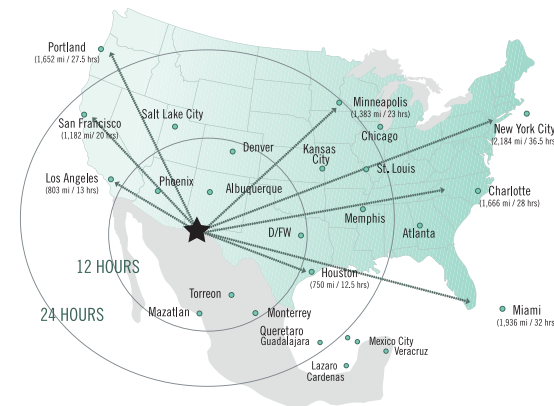 Portland
(1,652 mi / 27.5 hrs)
Minneapolis
(1,383 mi / 23 hrs)
Salt Lake City
San Francisco
(1,182 mi/ 20 hrs)
Chicago
New York City
(2,184 mi / 36.5 hrs
Denver
Kansas
City
St. Louis
Los Angeles
(803 mi / 13 hrs)
Phoenix
Albuquerque
Charlotte
(1,666 mi / 28 hrs)
Memphis
Atlanta
D/FW
12 HOURS
Houston
(750 mi / 12.5 hrs)
Torreon
24 HOURS
Mazatlan
Monterrey
Miami
(1,936 mi / 32 hrs
Queretaro
Guadalajara
Mexico City
Veracruz
Lazaro
Cardenas